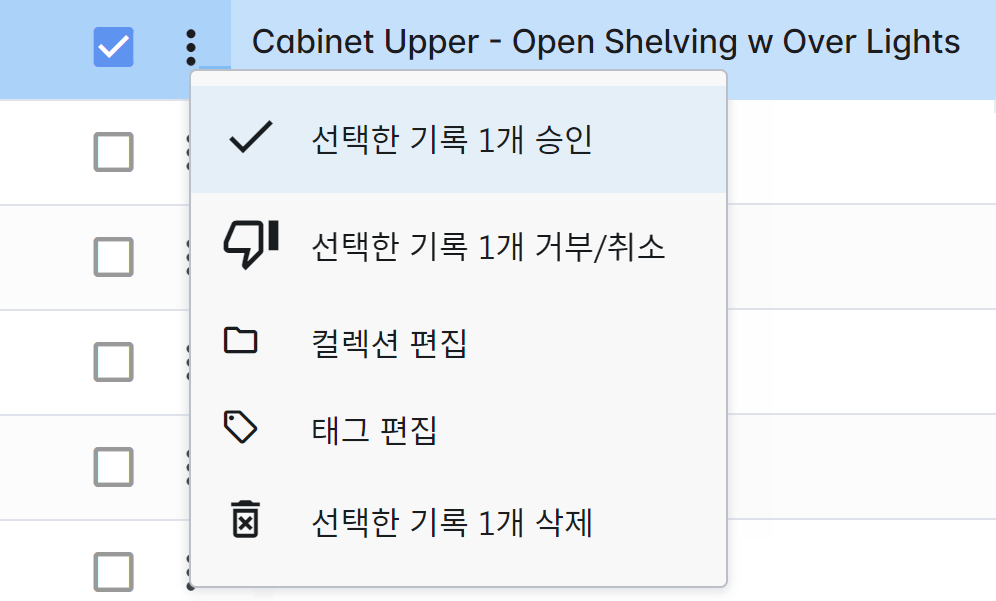 Cabinet Upper - Open Shelving w Over Lights
선택한 기록 1개 승인
선택한 기록 1개 거부/취소
컬렉션 편집
태그 편집
선택한 기록 1개 삭제